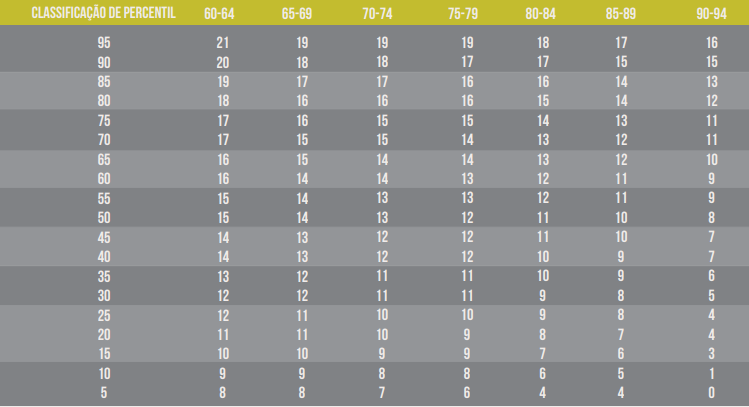 CLASSIFICAÇÃO DE PERCENTIL 60-64 65-69 70-74 75-79 80-84 85-89 90-94
95 21 19 19 19 18 17 16
90 20 18 18 17 17 15 15
85 19 17 17 16 16 14 13
80 18 16 16 16 15 14 12
75 17 16 15 15 14 13 11
70 17 15 15 14 13 12 11
65 16 15 14 14 13 12 10
60 16 14 14 13 12 11 9
55 15 14 13 13 12 11 9
50 15 14 13 12 11 10 8
45 14 13 12 12 11 10 7
40 14 13 12 12 10 9 7
35 13 12 11 11 10 9 6
30 12 12 11 11 9 8 5
25 12 11 10 10 9 8 4
20 11 11 10 9 8 7 4
15 10 10 9 9 7 6 3
10 9 9 8 8 6 5 1
5 8 8 7 6 4 4 0